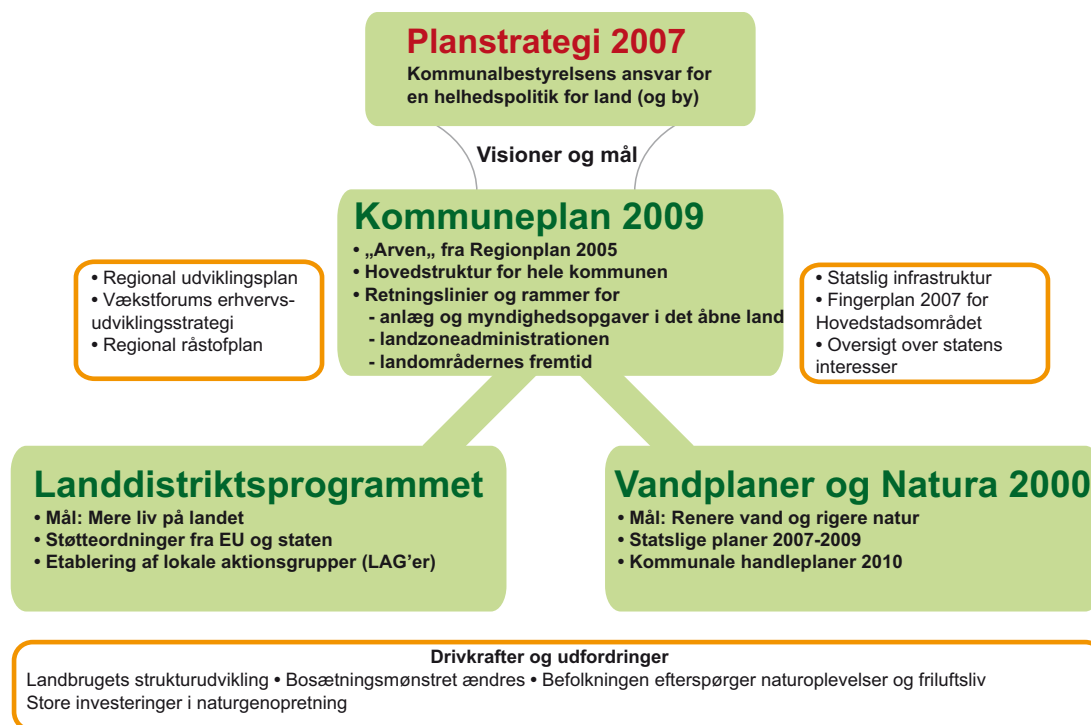 Planstrategi 2007
Kommunalbestyrelsens ansvar for
en helhedspolitik for land (og by)
Visioner og mål
Kommuneplan 2009
• „Arven„ fra Regionplan 2005
• Hovedstruktur for hele kommunen
• Retningslinier og rammer for
- anlæg og myndighedsopgaver i det åbne land
- landzoneadministrationen
- landområdernes fremtid
• Regional udviklingsplan
• Vækstforums erhvervs-
udviklingsstrategi
• Regional råstofplan
• Statslig infrastruktur
• Fingerplan 2007 for
Hovedstadsområdet
• Oversigt over statens
interesser
Landdistriktsprogrammet
• Mål: Mere liv på landet
• Støtteordninger fra EU og staten
• Etablering af lokale aktionsgrupper (LAG’er)
Vandplaner og Natura 2000
• Mål: Renere vand og rigere natur
• Statslige planer 2007-2009
• Kommunale handleplaner 2010
Drivkrafter og udfordringer
Landbrugets strukturudvikling • Bosætningsmønstret ændres • Befolkningen efterspørger naturoplevelser og friluftsliv
Store investeringer i naturgenopretning